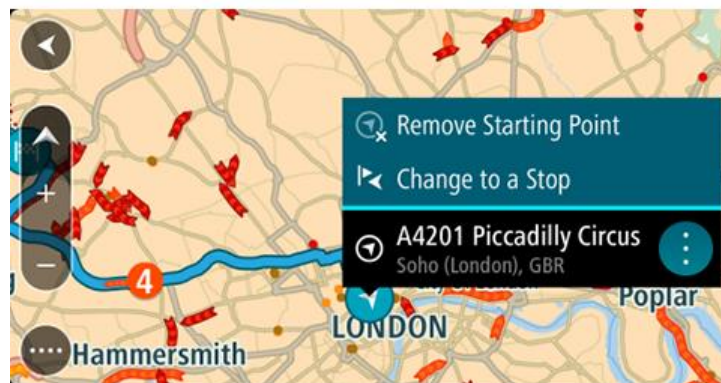 Remove Starting Point
Change to a Stop
A4201 Piccadilly Circus
Soho (London), GBR
4
Poplar
LONDON
Hammersmith